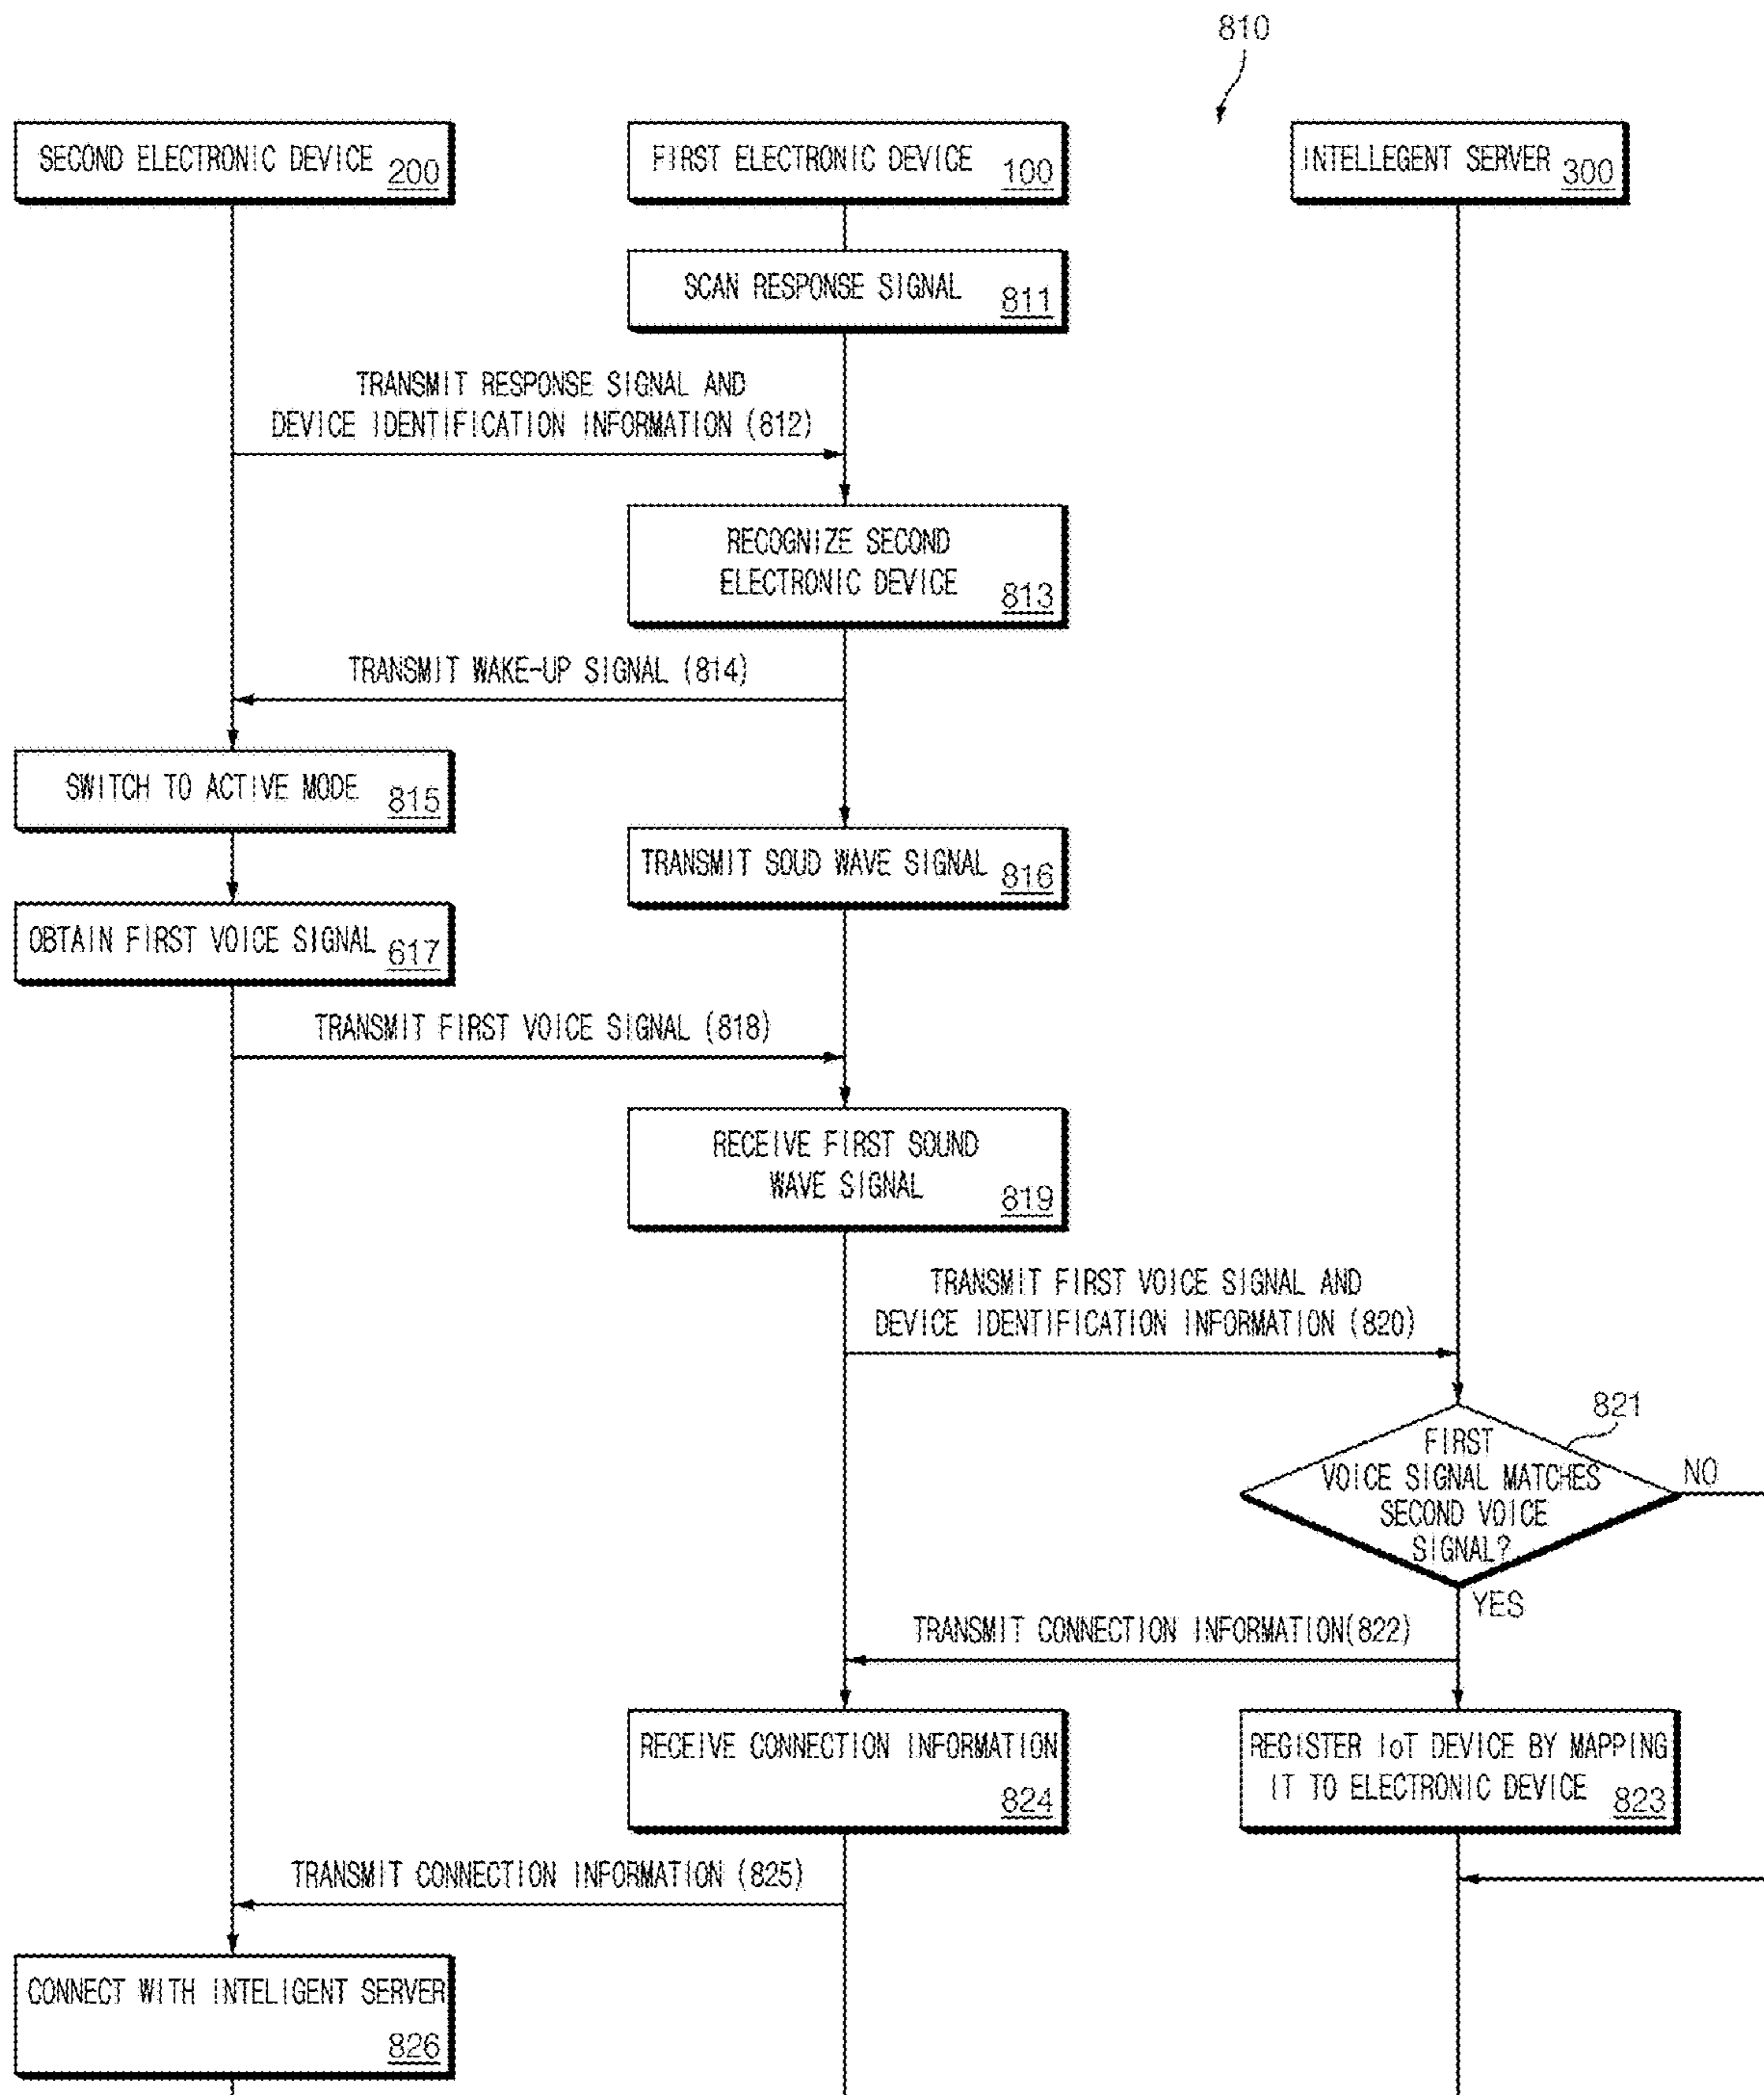 810
SECOND ELECTRONIC DEVICE 200
FIRST ELECTRONIC DEVICE 100
INTELLEGENT SERVER 300
SCAN RESPONSE SIGNAL 811
TRANSMIT RESPONSE SIGNAL AND
DEVICE IDENTIFICATION INFORMATION (812)
RECOGNIZE SECOND
ELECTRONIC DEVICE 813
TRANSMIT WAKE-UP SIGNAL (814)
SWITCH TO ACTIVE MODE 815
TRANSMIT SOUD WAVE SIGNAL 816
OBTAIN FIRST VOICE SIGNAL 617
TRANSMIT FIRST VOICE SIGNAL (818)
RECEIVE FIRST SOUND
WAVE SIGNAL 819
TRANSMIT FIRST VOICE SIGNAL AND
DEVICE IDENTIFICATION INFORMATION (820)
821
FIRST
VOICE SIGNAL MATCHES
SECOND VOICE
SIGNAL?
NO
YES
TRANSMIT CONNECTION INFORMATION(822)
RECEIVE CONNECTION INFORMATION
824
REGISTER IoT DEVICE BY MAPPING
IT TO ELECTRONIC DEVICE 823
TRANSMIT CONNECTION INFORMATION (825)
CONNECT WITH INTELIGENT SERVER
826